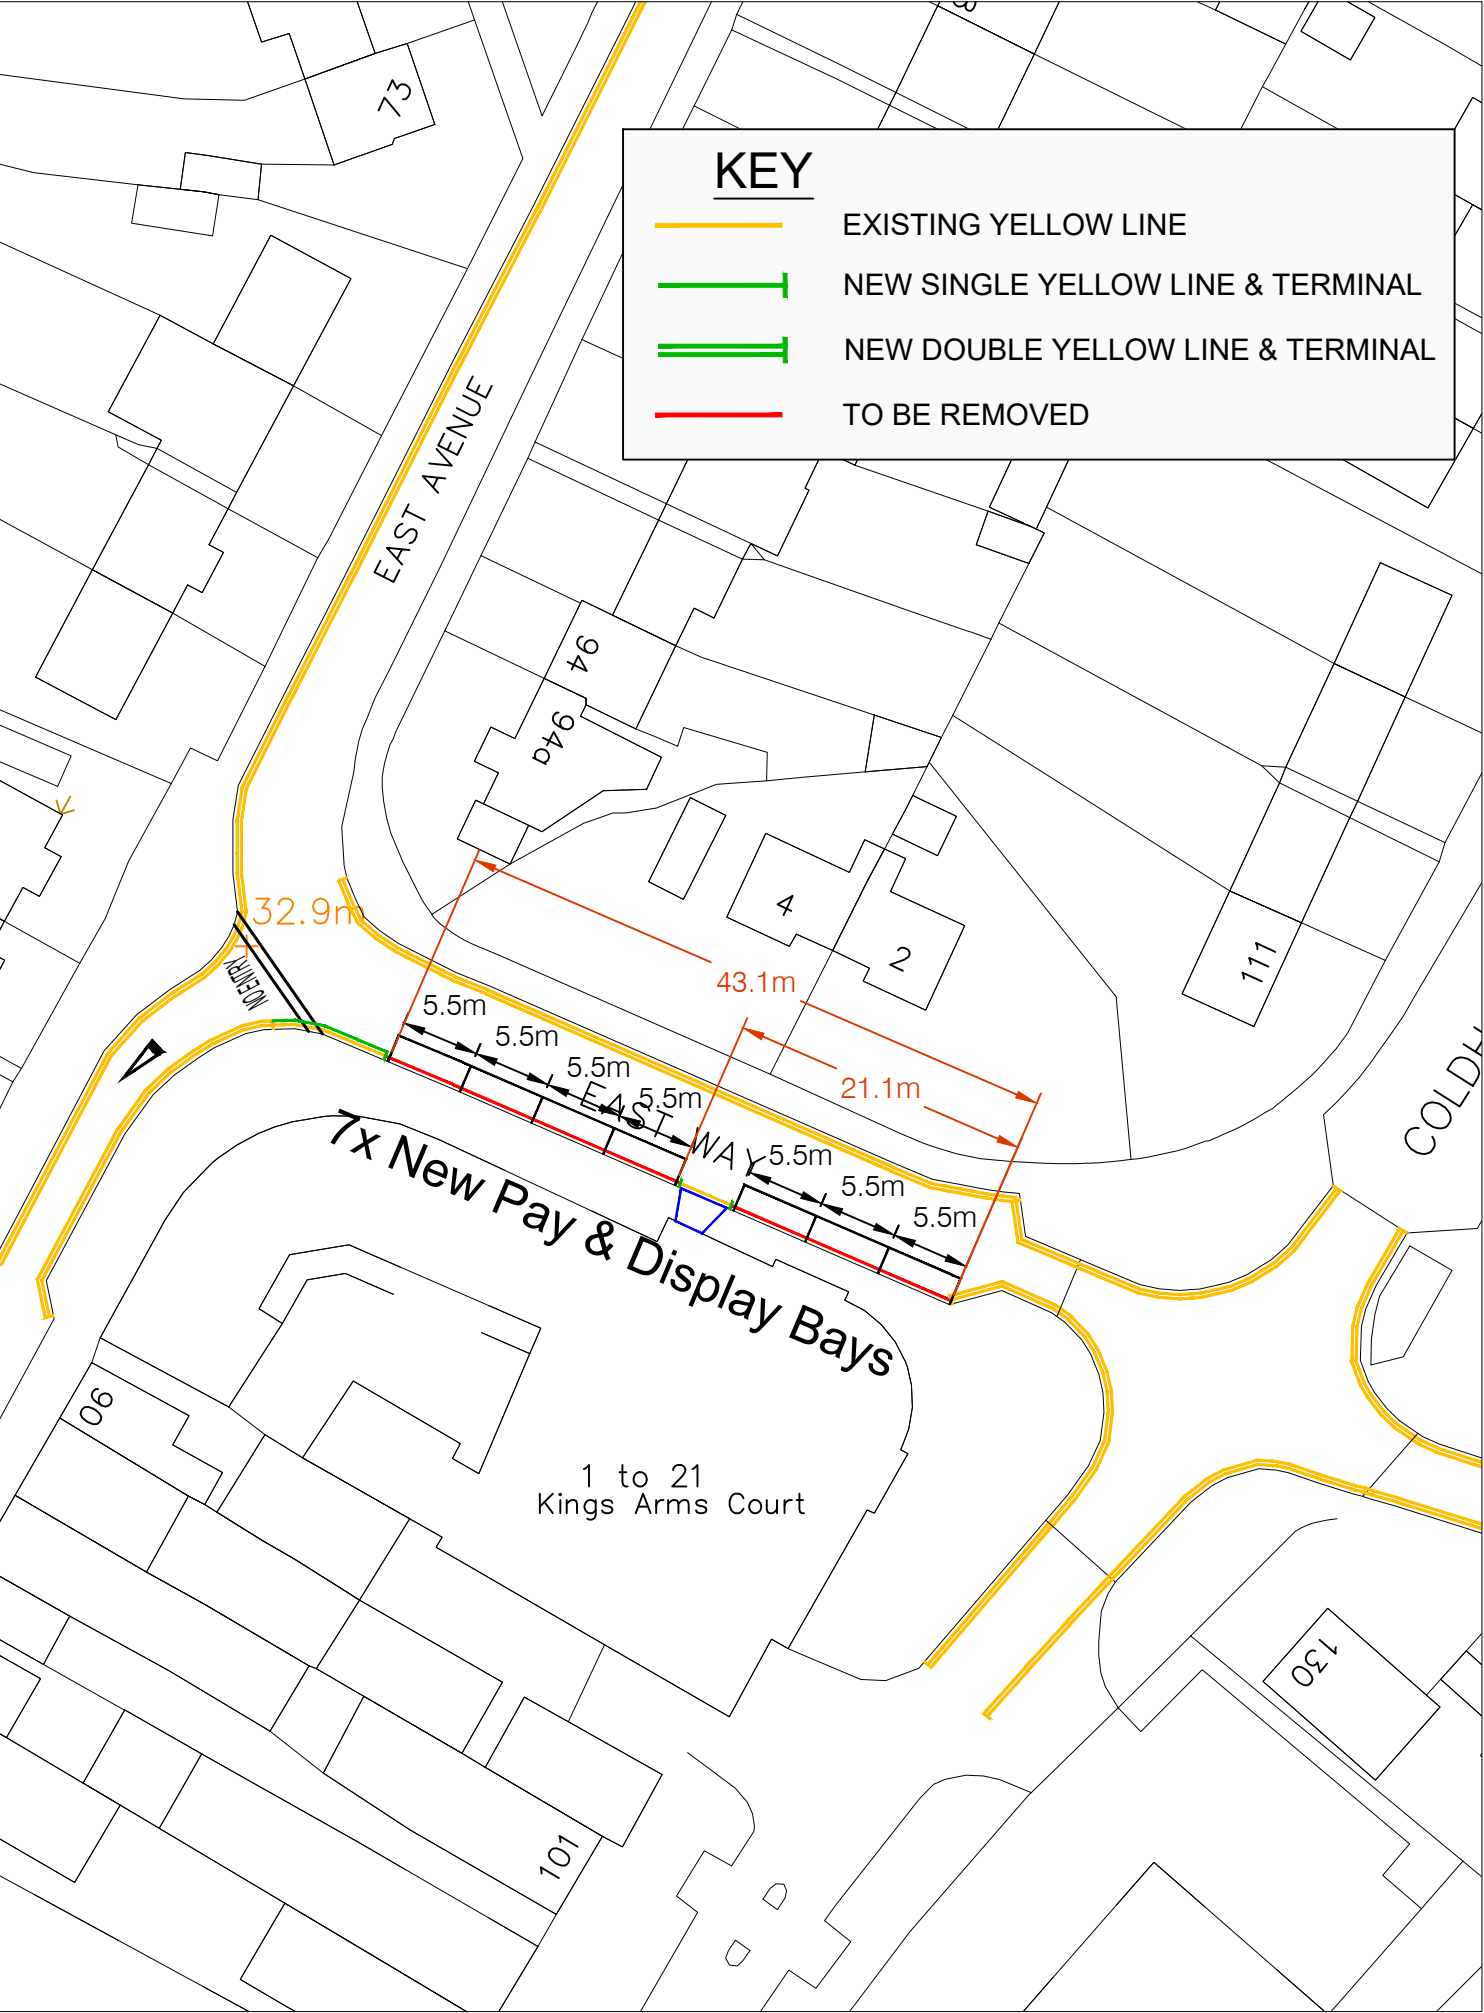 73
KEY
EXISTING YELLOW LINE
NEW SINGLE YELLOW LINE & TERMINAL
NEW DOUBLE YELLOW LINE & TERMINAL
TO BE REMOVED
EAST AVENUE
94
94a
4
2
111
32.9m
NO ENTRY
43.1m
21.1m
5.5m
5.5m
5.5m
5.5m
EAST WAY
5.5m
5.5m
5.5m
7x New Pay & Display Bays
90
1 to 21
Kings Arms Court
130
101